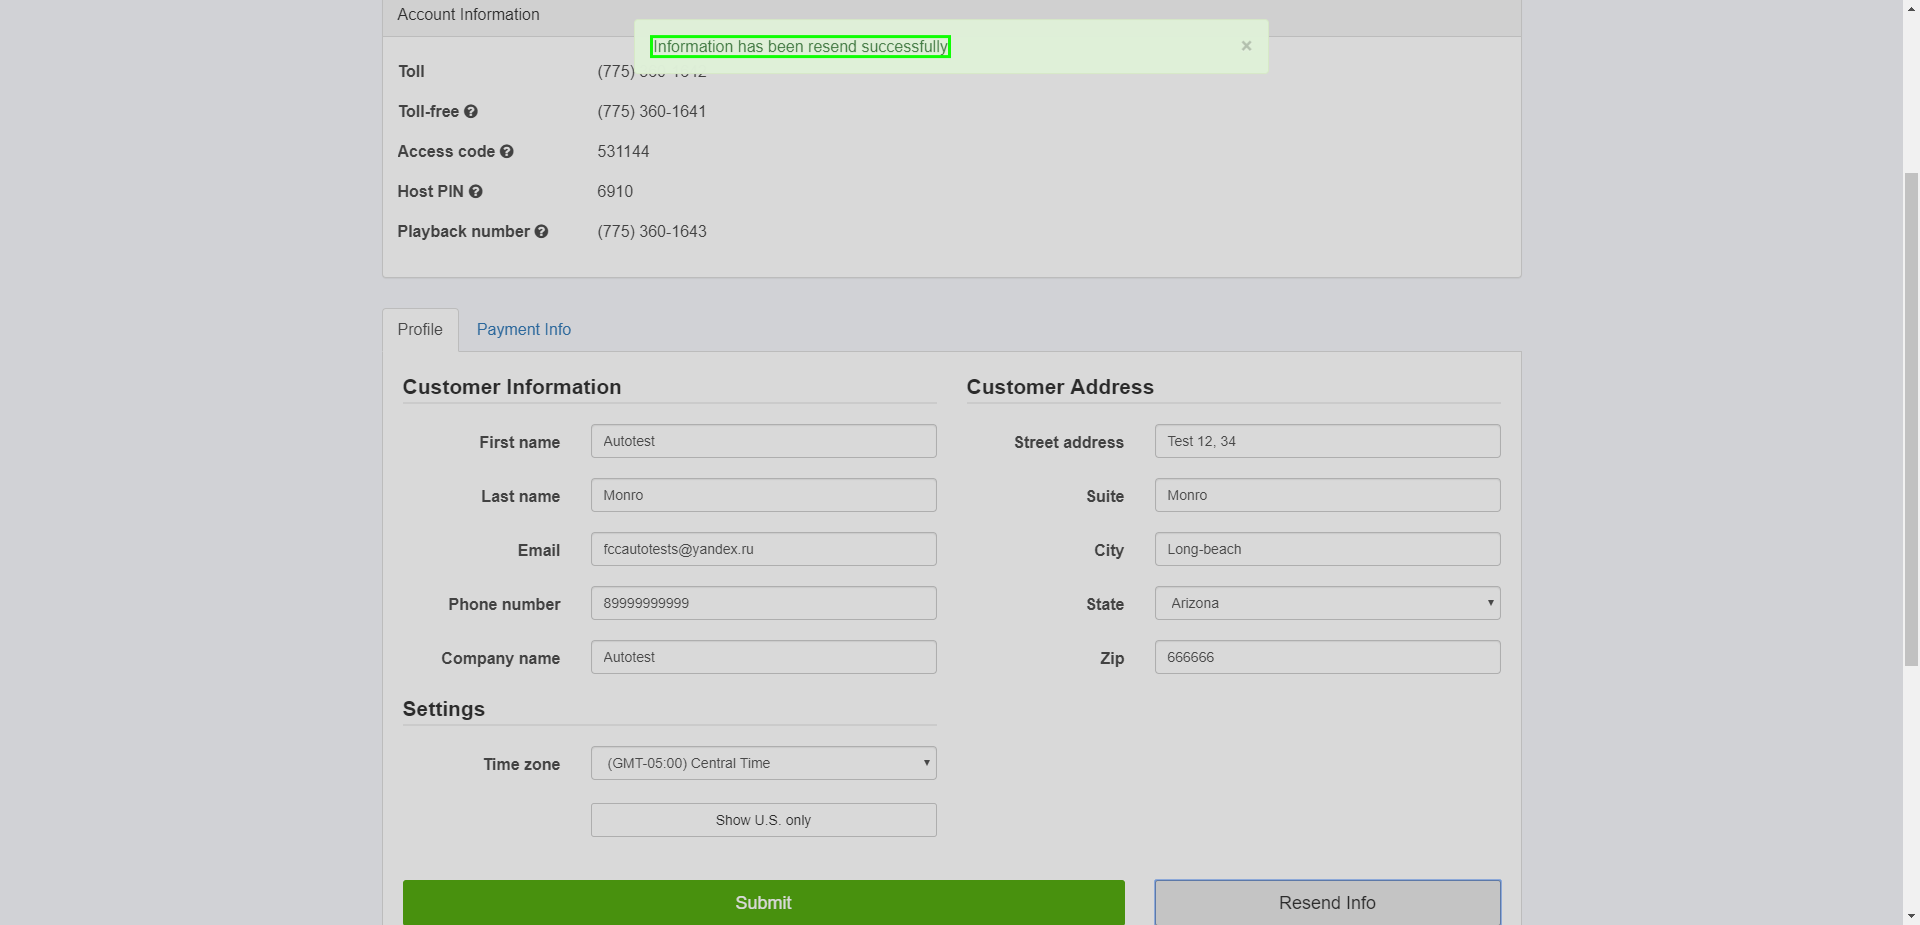 Account Information
Information has been resend successfully
×
Toll
(775)
Toll-free
(775) 360-1641
Access code
531144
Host PIN
6910
Playback number
(775) 360-1643
Profile
Payment Info
Customer Information
Customer Address
First name
Autotest
Street address
Test 12, 34
Last name
Monro
Suite
Monro
Email
fccautotests@yandex.ru
City
Long-beach
Phone number
89999999999
State
Arizona
Company name
Autotest
Zip
666666
Settings
Time zone
(GMT-05:00) Central Time
Show U.S. only
Submit
Resend Info